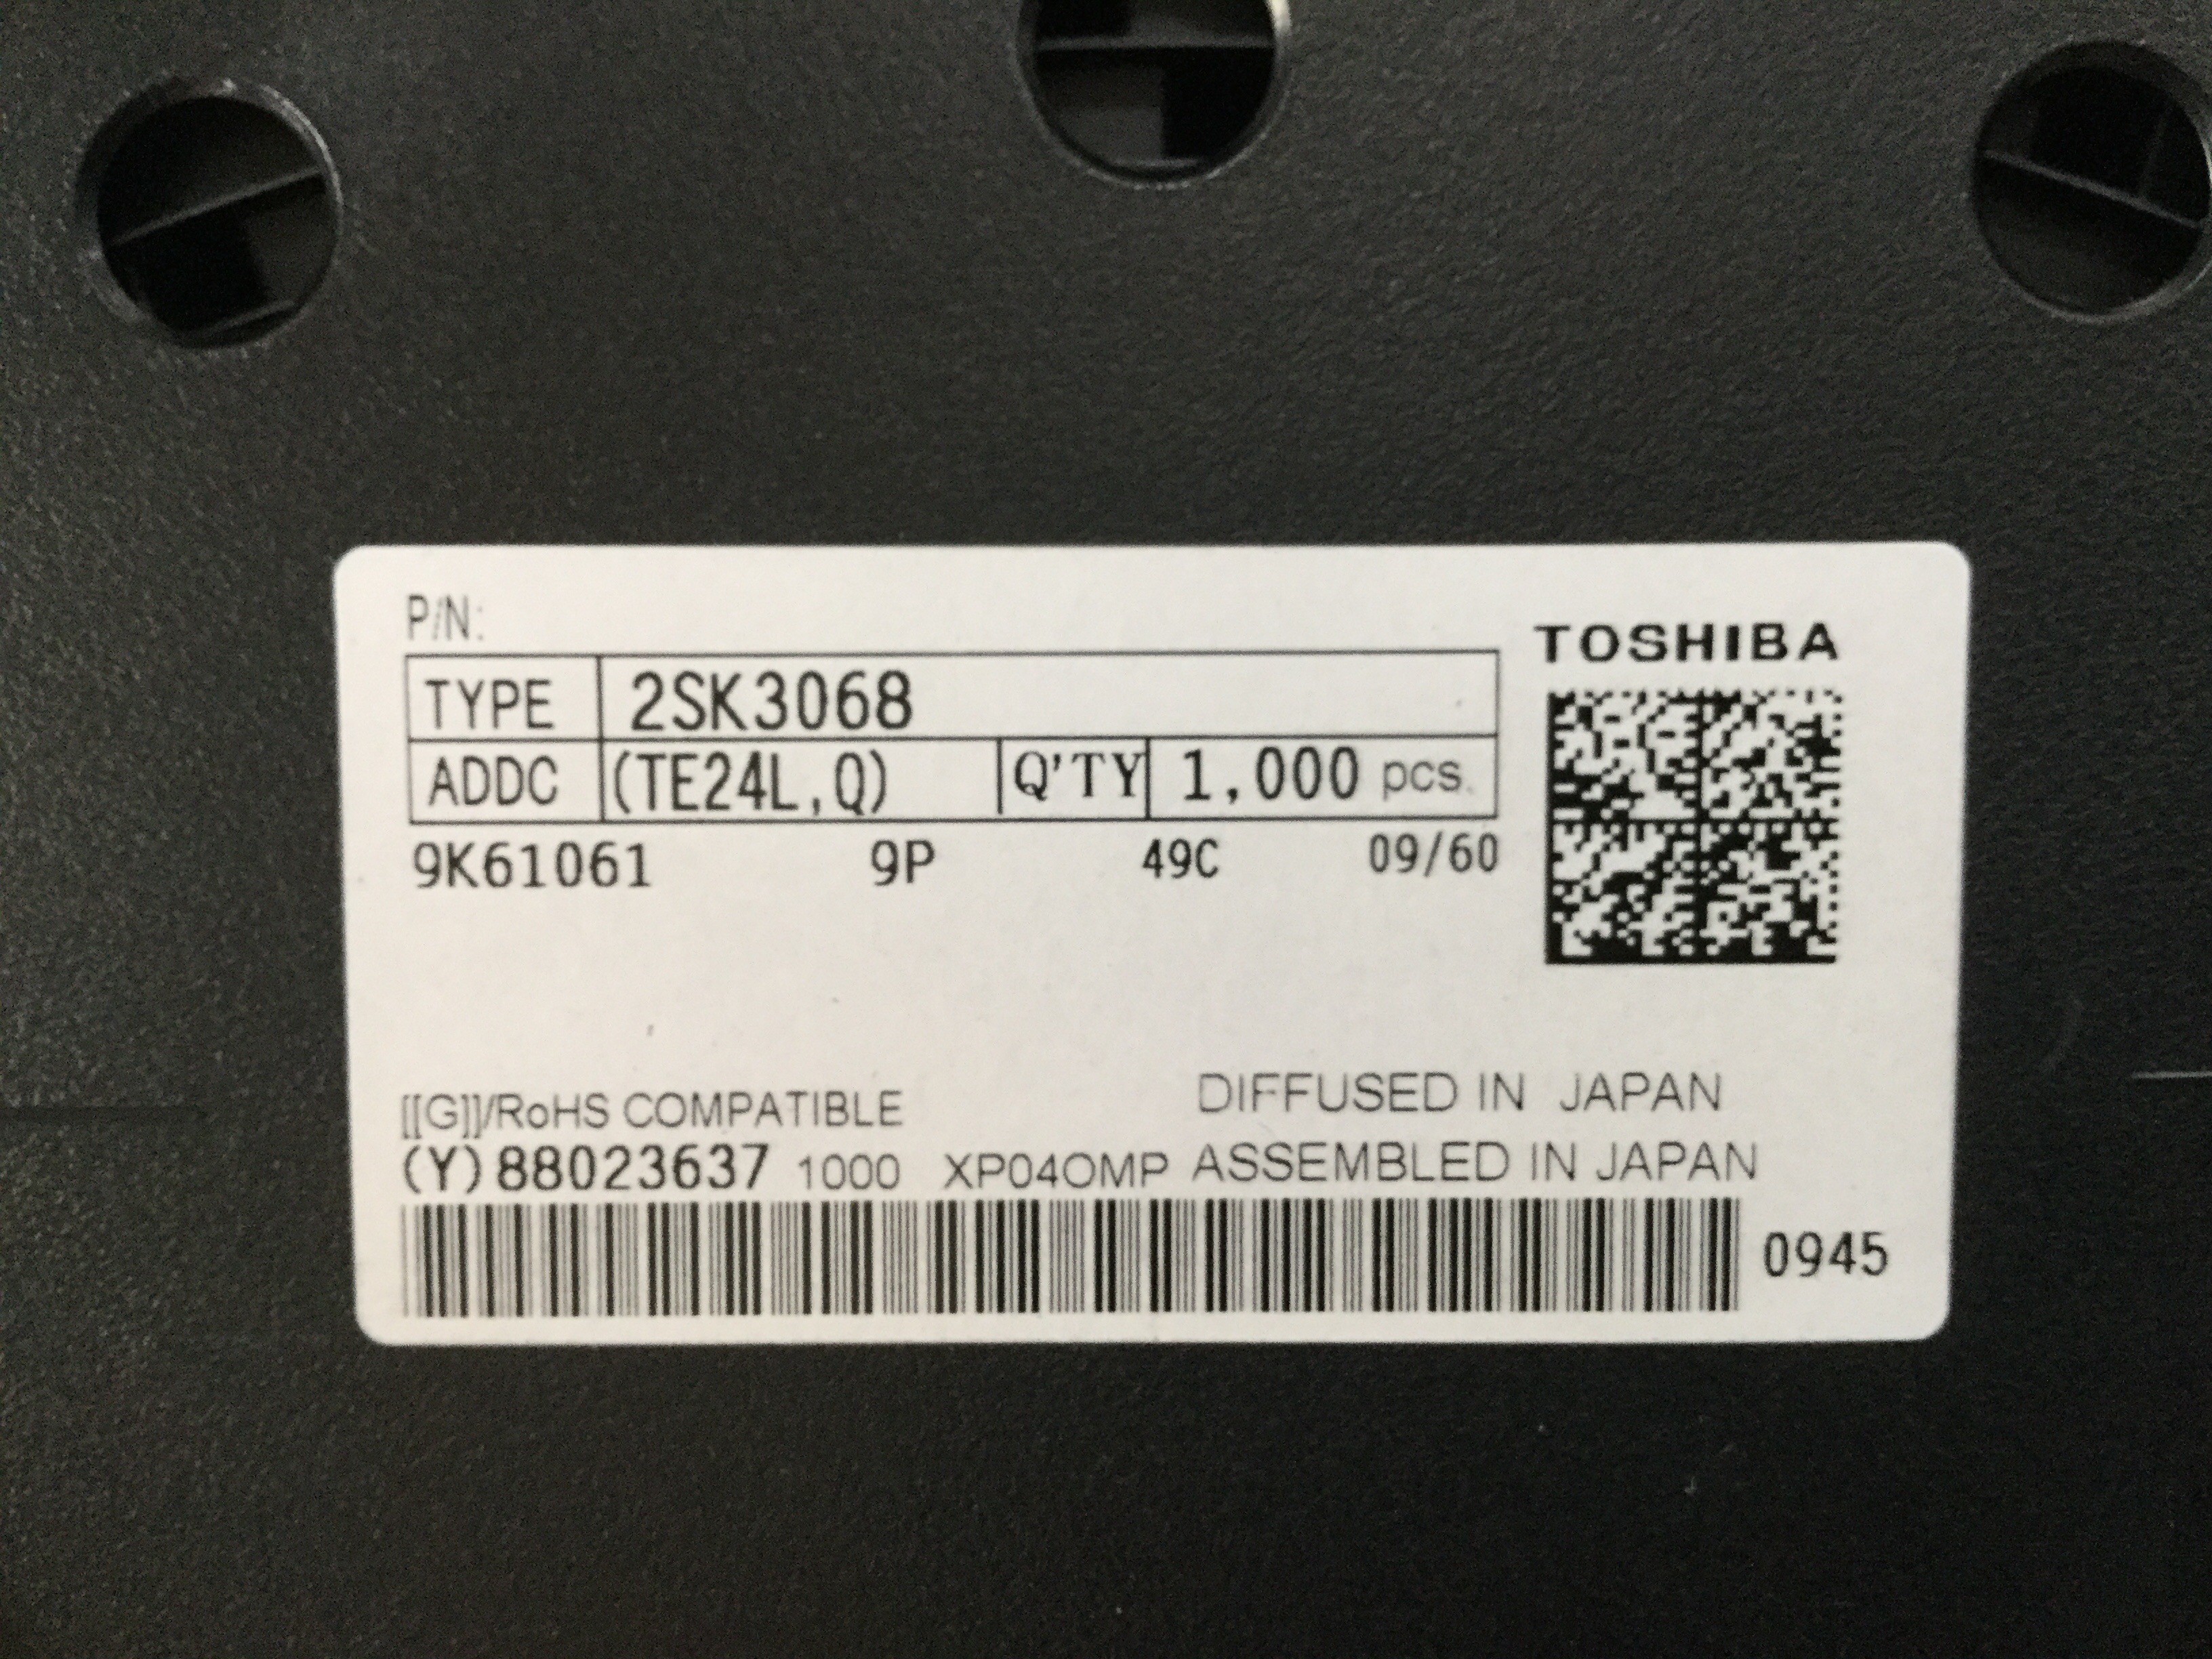 P/N:
TOSHIBA
TYPE 2SK3068
ADDC (TE24L,Q) Q'TY 1,000 pcs.
9K61061 9P 49C 09/60
[[G]]/RoHS COMPATIBLE DIFFUSED IN JAPAN
(Y)88023637 1000 XP04OMP ASSEMBLED IN JAPAN
0945